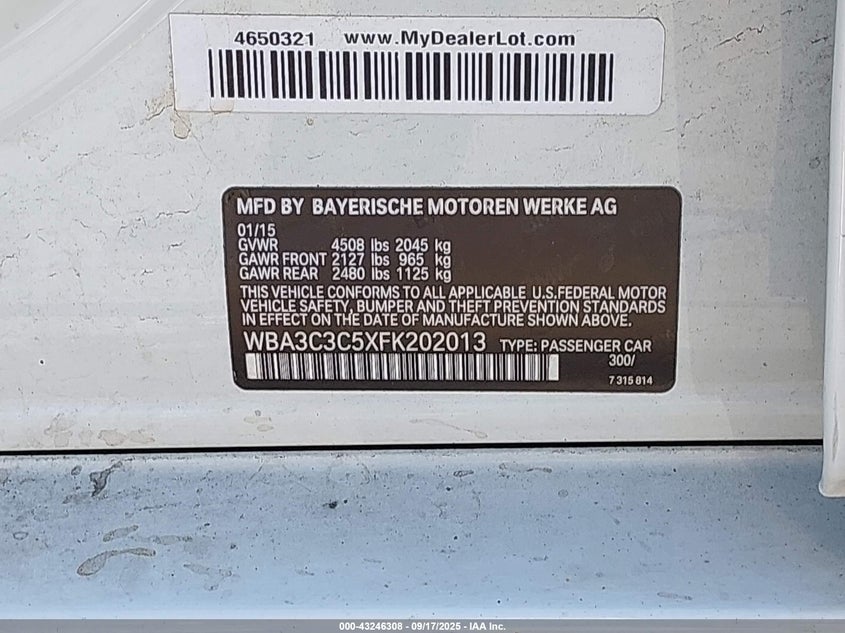 4650321 www.MyDealerLot.com
MFD BY BAYERISCHE MOTOREN WERKE AG
01/15
GVWR 4508 lbs 2045 kg
GAWR FRONT 2127 lbs 965 kg
GAWR REAR 2480 lbs 1125 kg
THIS VEHICLE CONFORMS TO ALL APPLICABLE U.S.FEDERAL MOTOR
VEHICLE SAFETY, BUMPER AND THEFT PREVENTION STANDARDS
IN EFFECT ON THE DATE OF MANUFACTURE SHOWN ABOVE.
WBA3C3C5XFK202013 TYPE: PASSENGER CAR
300/
7 315 814
000-43246308 - 09/17/2025 - IAA Inc.